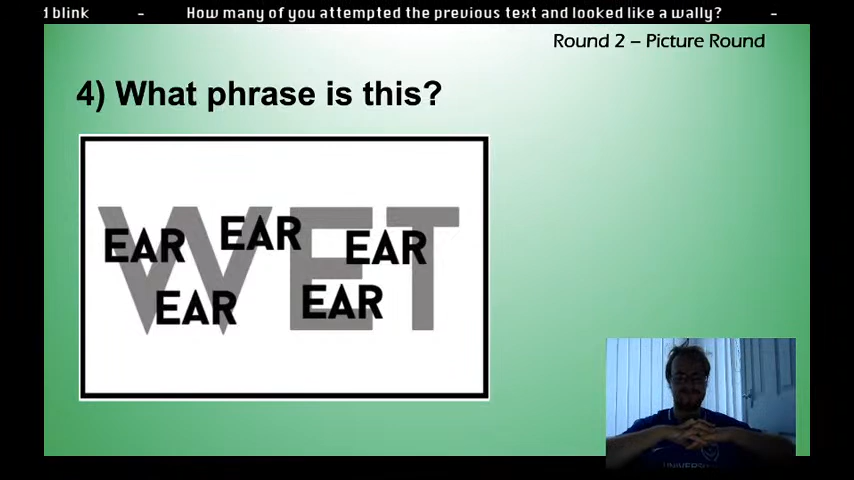 d blink - How many of you attempted the previous text and looked like a wally? -
Round 2 – Picture Round
4) What phrase is this?
WET
EAR EAR EAR
EAR EAR
UNIVER